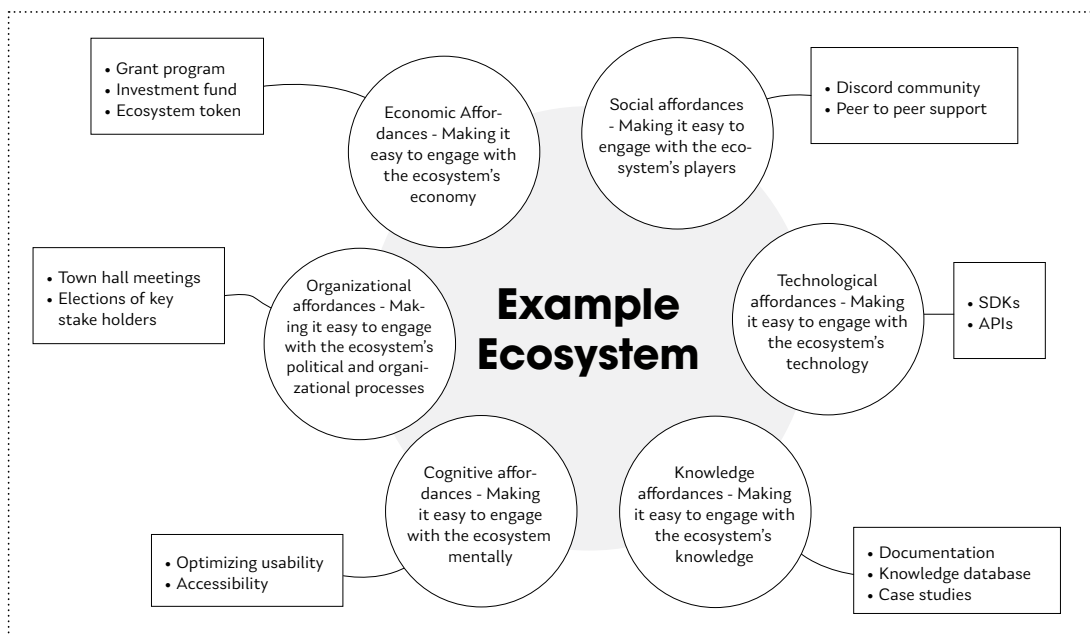 • Grant program
• Investment fund
• Ecosystem token
Economic Affor-
dances - Making it
easy to engage with
the ecosystem's
economy
Social affordances
- Making it easy to
engage with the eco-
system's players
• Discord community
• Peer to peer support
• Town hall meetings
• Elections of key
stake holders
Organizational
affordances - Mak-
ing it easy to engage
with the ecosystem's
political and organi-
zational processes
Example
Ecosystem
Technological
affordances - Making
it easy to engage with
the ecosystem's
technology
• SDKs
• APIs
• Optimizing usability
• Accessibility
Cognitive affor-
dances - Making
it easy to engage
with the ecosystem
mentally
Knowledge
affordances - Making
it easy to engage with
the ecosystem's
knowledge
• Documentation
• Knowledge database
• Case studies